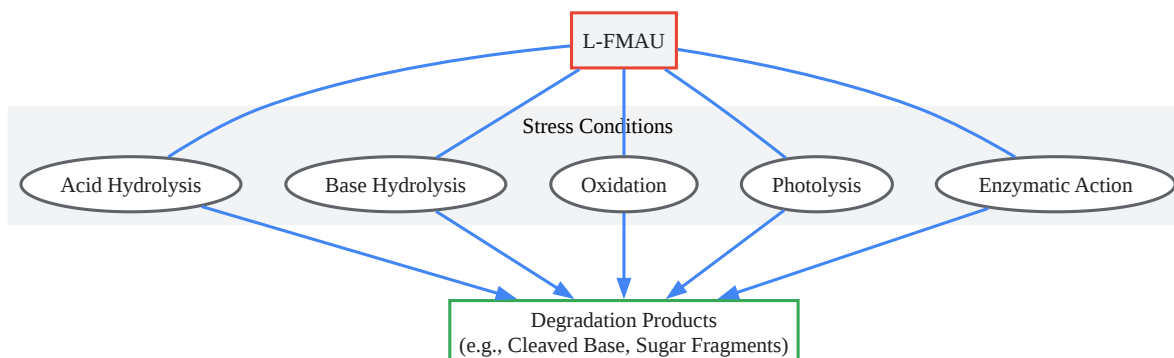 L-FMAU
Stress Conditions
Acid Hydrolysis
Base Hydrolysis
Oxidation
Photolysis
Enzymatic Action
Degradation Products
(e.g., Cleaved Base, Sugar Fragments)